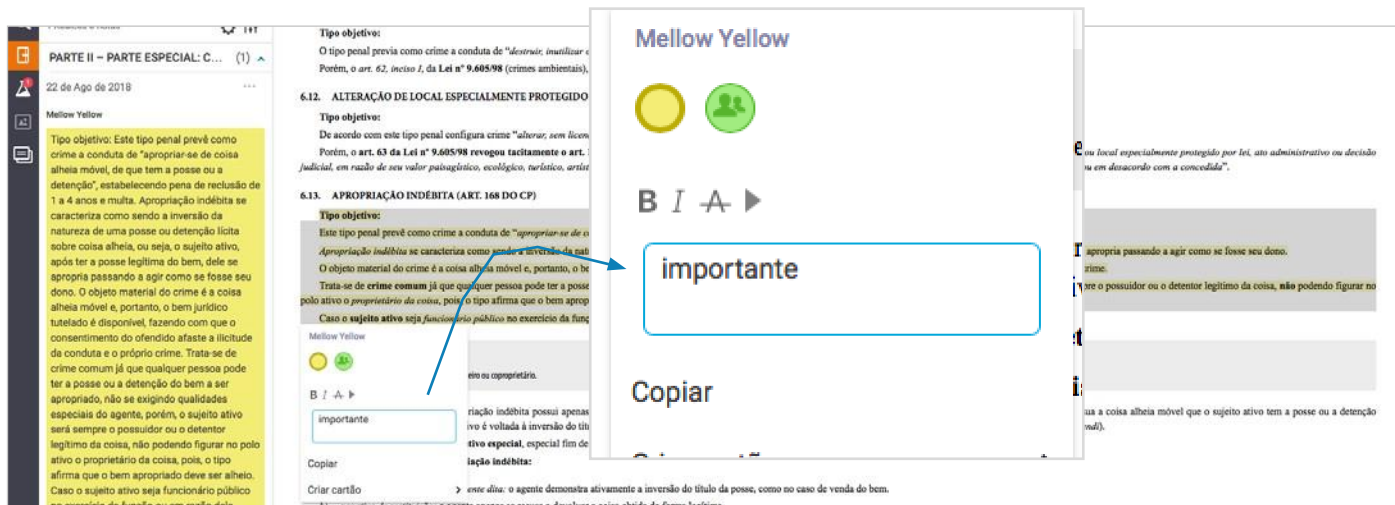 PARTE II – PARTE ESPECIAL: C... (1)
22 de Ago de 2018
Mellow Yellow
Tipo objetivo: Este tipo penal prevê como
crime a conduta de "apropriar-se de coisa
alheia móvel, de que tem a posse ou a
detenção", estabelecendo pena de reclusão de
1 a 4 anos e multa. Apropriação indébita se
caracteriza como sendo a inversão da
natureza de uma posse ou detenção lícita
sobre coisa alheia, ou seja, o sujeito ativo,
após ter a posse legítima do bem, dele se
apropria passando a agir como se fosse seu
dono. O objeto material do crime é a coisa
alheia móvel e, portanto, o bem jurídico
tutelado é disponível, fazendo com que o
consentimento do ofendido afaste a ilicitude
da conduta e o próprio crime. Trata-se de
crime comum já que qualquer pessoa pode
ter a posse ou a detenção do bem a ser
apropriado, não se exigindo qualidades
especiais do agente, porém, o sujeito ativo
será sempre o possuidor ou o detentor
legítimo da coisa, não podendo figurar no polo
ativo o proprietário da coisa, pois, o tipo
afirma que o bem apropriado deve ser alheio.
Caso o sujeito ativo seja funcionário público
Tipo objetivo:
O tipo penal previa como crime a conduta de "destruir, inutilizar
Porém, o art. 62, inciso I, da Lei nº 9.605/98 (crimes ambientais),
6.12. ALTERAÇÃO DE LOCAL ESPECIALMENTE PROTEGIDO
Tipo objetivo:
De acordo com este tipo penal configura crime "alterar, sem
Porém, o art. 63 da Lei nº 9.605/98 revogou tacitamente o art.
ou local especialmente protegido por lei, ato administrativo ou decisão
judicial, em razão de seu valor paisagístico, ecológico, turístico,
em desacordo com a concedida".
6.13. APROPRIAÇÃO INDÉBITA (ART. 168 DO CP)
Tipo objetivo:
Este tipo penal prevê como crime a conduta de "apropriar-se de
Apropriação indébita se caracteriza como sendo a inversão da
apropria passando a agir como se fosse seu dono.
O objeto material do crime é a coisa alheia móvel e, portanto, o
Trata-se de crime comum já que qualquer pessoa pode ter a posse
o possuidor ou o detentor legítimo da coisa, não podendo figurar no
polo ativo o proprietário da coisa, pois, o tipo afirma que o bem
Caso o sujeito ativo seja funcionário público no exercício da
Mellow Yellow
B I A
importante
Copiar
Criar cartão
ou coproprietário.
indébita possui apenas
a coisa alheia móvel que o sujeito ativo tem a posse ou a detenção
é voltada à inversão do
especial, especial fim de
indébita:
dita: o agente demonstra ativamente a inversão do título da posse, como no caso de venda do bem.
Mellow Yellow
B I A
importante
Copiar